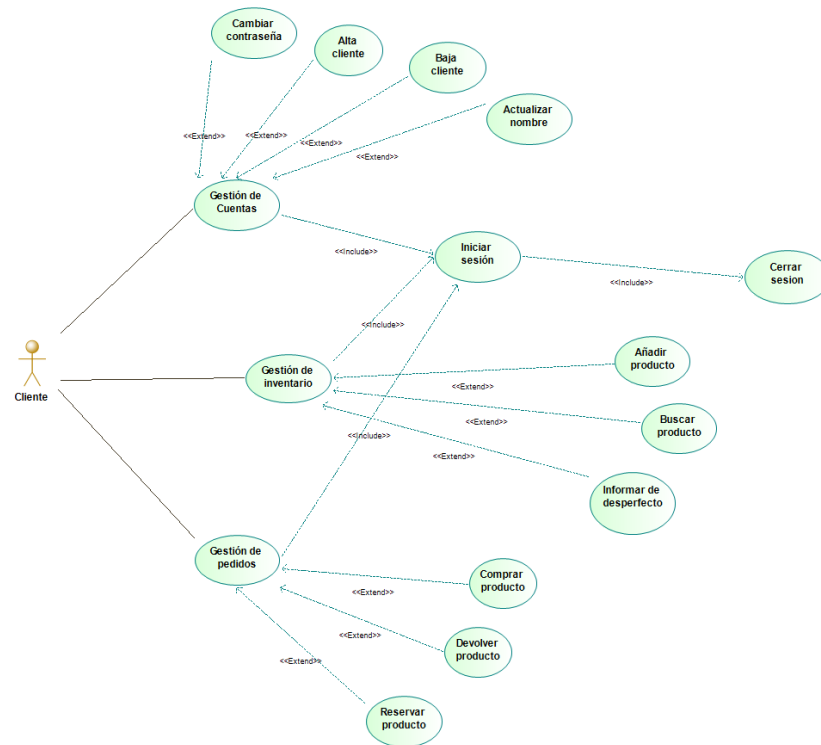 Cambiar
contraseña
Alta
cliente
Baja
cliente
Actualizar
nombre
<<Extend>>
<<Extend>>
<<Extend>>
<<Extend>>
Gestión de
Cuentas
<<Include>>
Iniciar
sesión
<<Include>>
Cerrar
sesion
<<Include>>
Cliente
Gestión de
inventario
Añadir
producto
<<Extend>>
Buscar
producto
<<Extend>>
<<Include>>
<<Extend>>
Informar de
desperfecto
Gestión de
pedidos
Comprar
producto
<<Extend>>
<<Extend>>
Devolver
producto
<<Extend>>
Reservar
producto